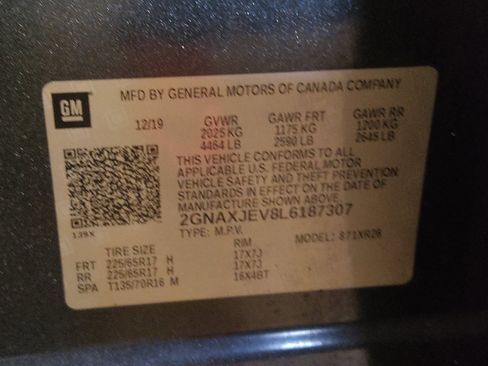 MFD BY GENERAL MOTORS OF CANADA COMPANY
GM
12/19 GVWR GAWR FRT GAWR RR
2025 KG 1175 KG 1200 KG
4464 LB 2590 LB 2645 LB
THIS VEHICLE CONFORMS TO ALL
APPLICABLE U.S. FEDERAL MOTOR
VEHICLE SAFETY AND THEFT PREVENTION
STANDARDS IN EFFECT ON THE DATE OF
MANUFACTURE SHOWN ABOVE
2GNAXJEV8L6187307
139X
TYPE: M.P.V. MODEL: 871XR26
TIRE SIZE RIM
FRT 225/65R17 H 17X7J
RR 225/65R17 H 17X7J
SPA T135/70R16 M 16X4BT